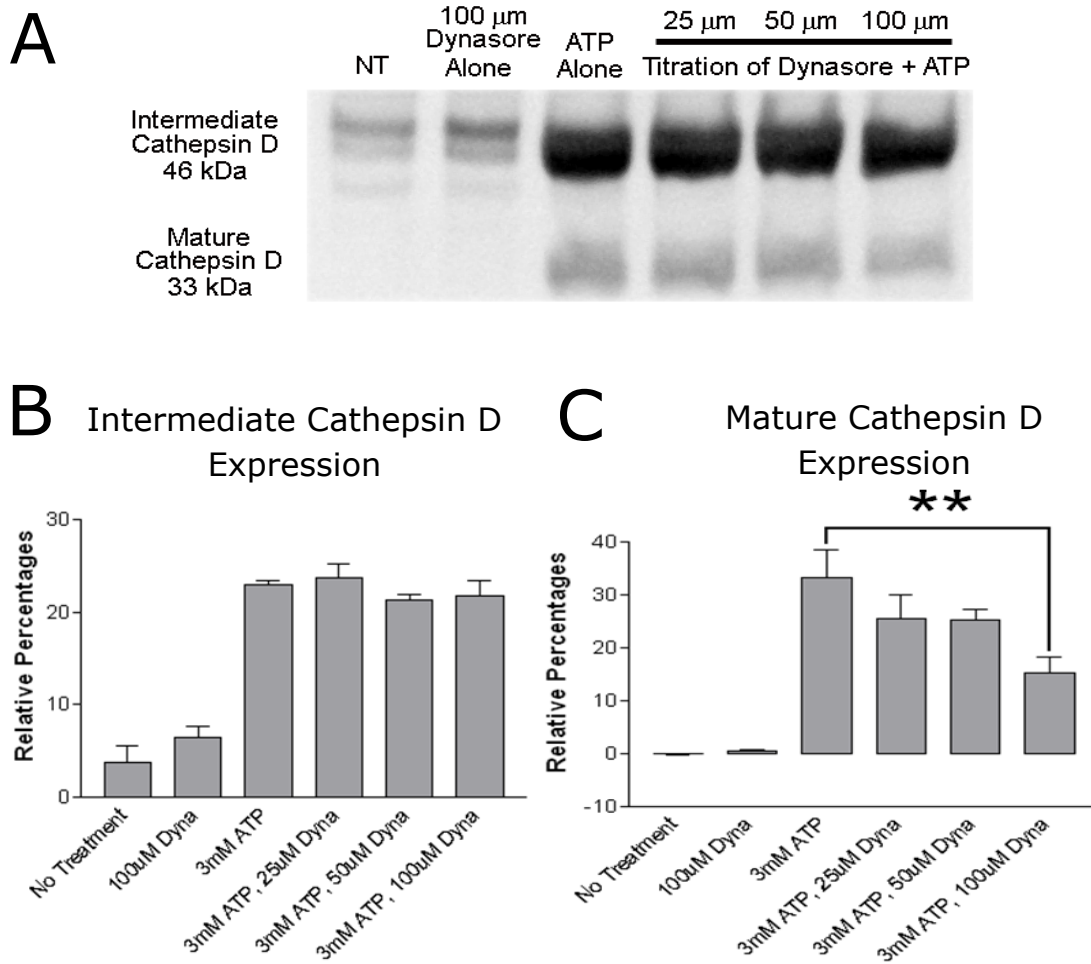 A
NT
100 μm
Dynasore
Alone
ATP
Alone
25 μm 50 μm 100 μm
Titration of Dynasore + ATP
Intermediate
Cathepsin D
46 kDa
Mature
Cathepsin D
33 kDa
B
Intermediate Cathepsin D
Expression
Relative Percentages
30
20
10
0
No Treatment
100uM Dyna
3mM ATP
3mM ATP, 25uM Dyna
3mM ATP, 50uM Dyna
3mM ATP, 100uM Dyna
C
Mature Cathepsin D
Expression
**
Relative Percentages
40
30
20
10
0
-10
No Treatment
100uM Dyna
3mM ATP
3mM ATP, 25uM Dyna
3mM ATP, 50uM Dyna
3mM ATP, 100uM Dyna